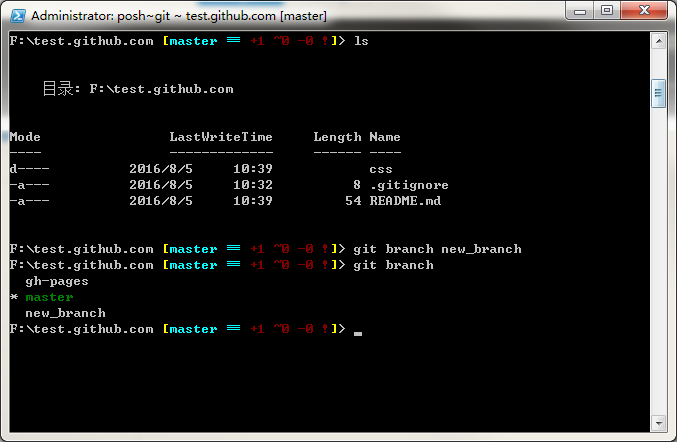 Administrator: posh~git ~ test.github.com [master]
F:\test.github.com [master ≡ +1 ~0 -0 !]> ls
目录: F:\test.github.com
Mode LastWriteTime Length Name
---- ------------- ------ ----
d---- 2016/8/5 10:39 css
-a--- 2016/8/5 10:32 8 .gitignore
-a--- 2016/8/5 10:39 54 README.md
F:\test.github.com [master ≡ +1 ~0 -0 !]> git branch new_branch
F:\test.github.com [master ≡ +1 ~0 -0 !]> git branch
gh-pages
* master
new_branch
F:\test.github.com [master ≡ +1 ~0 -0 !]> _